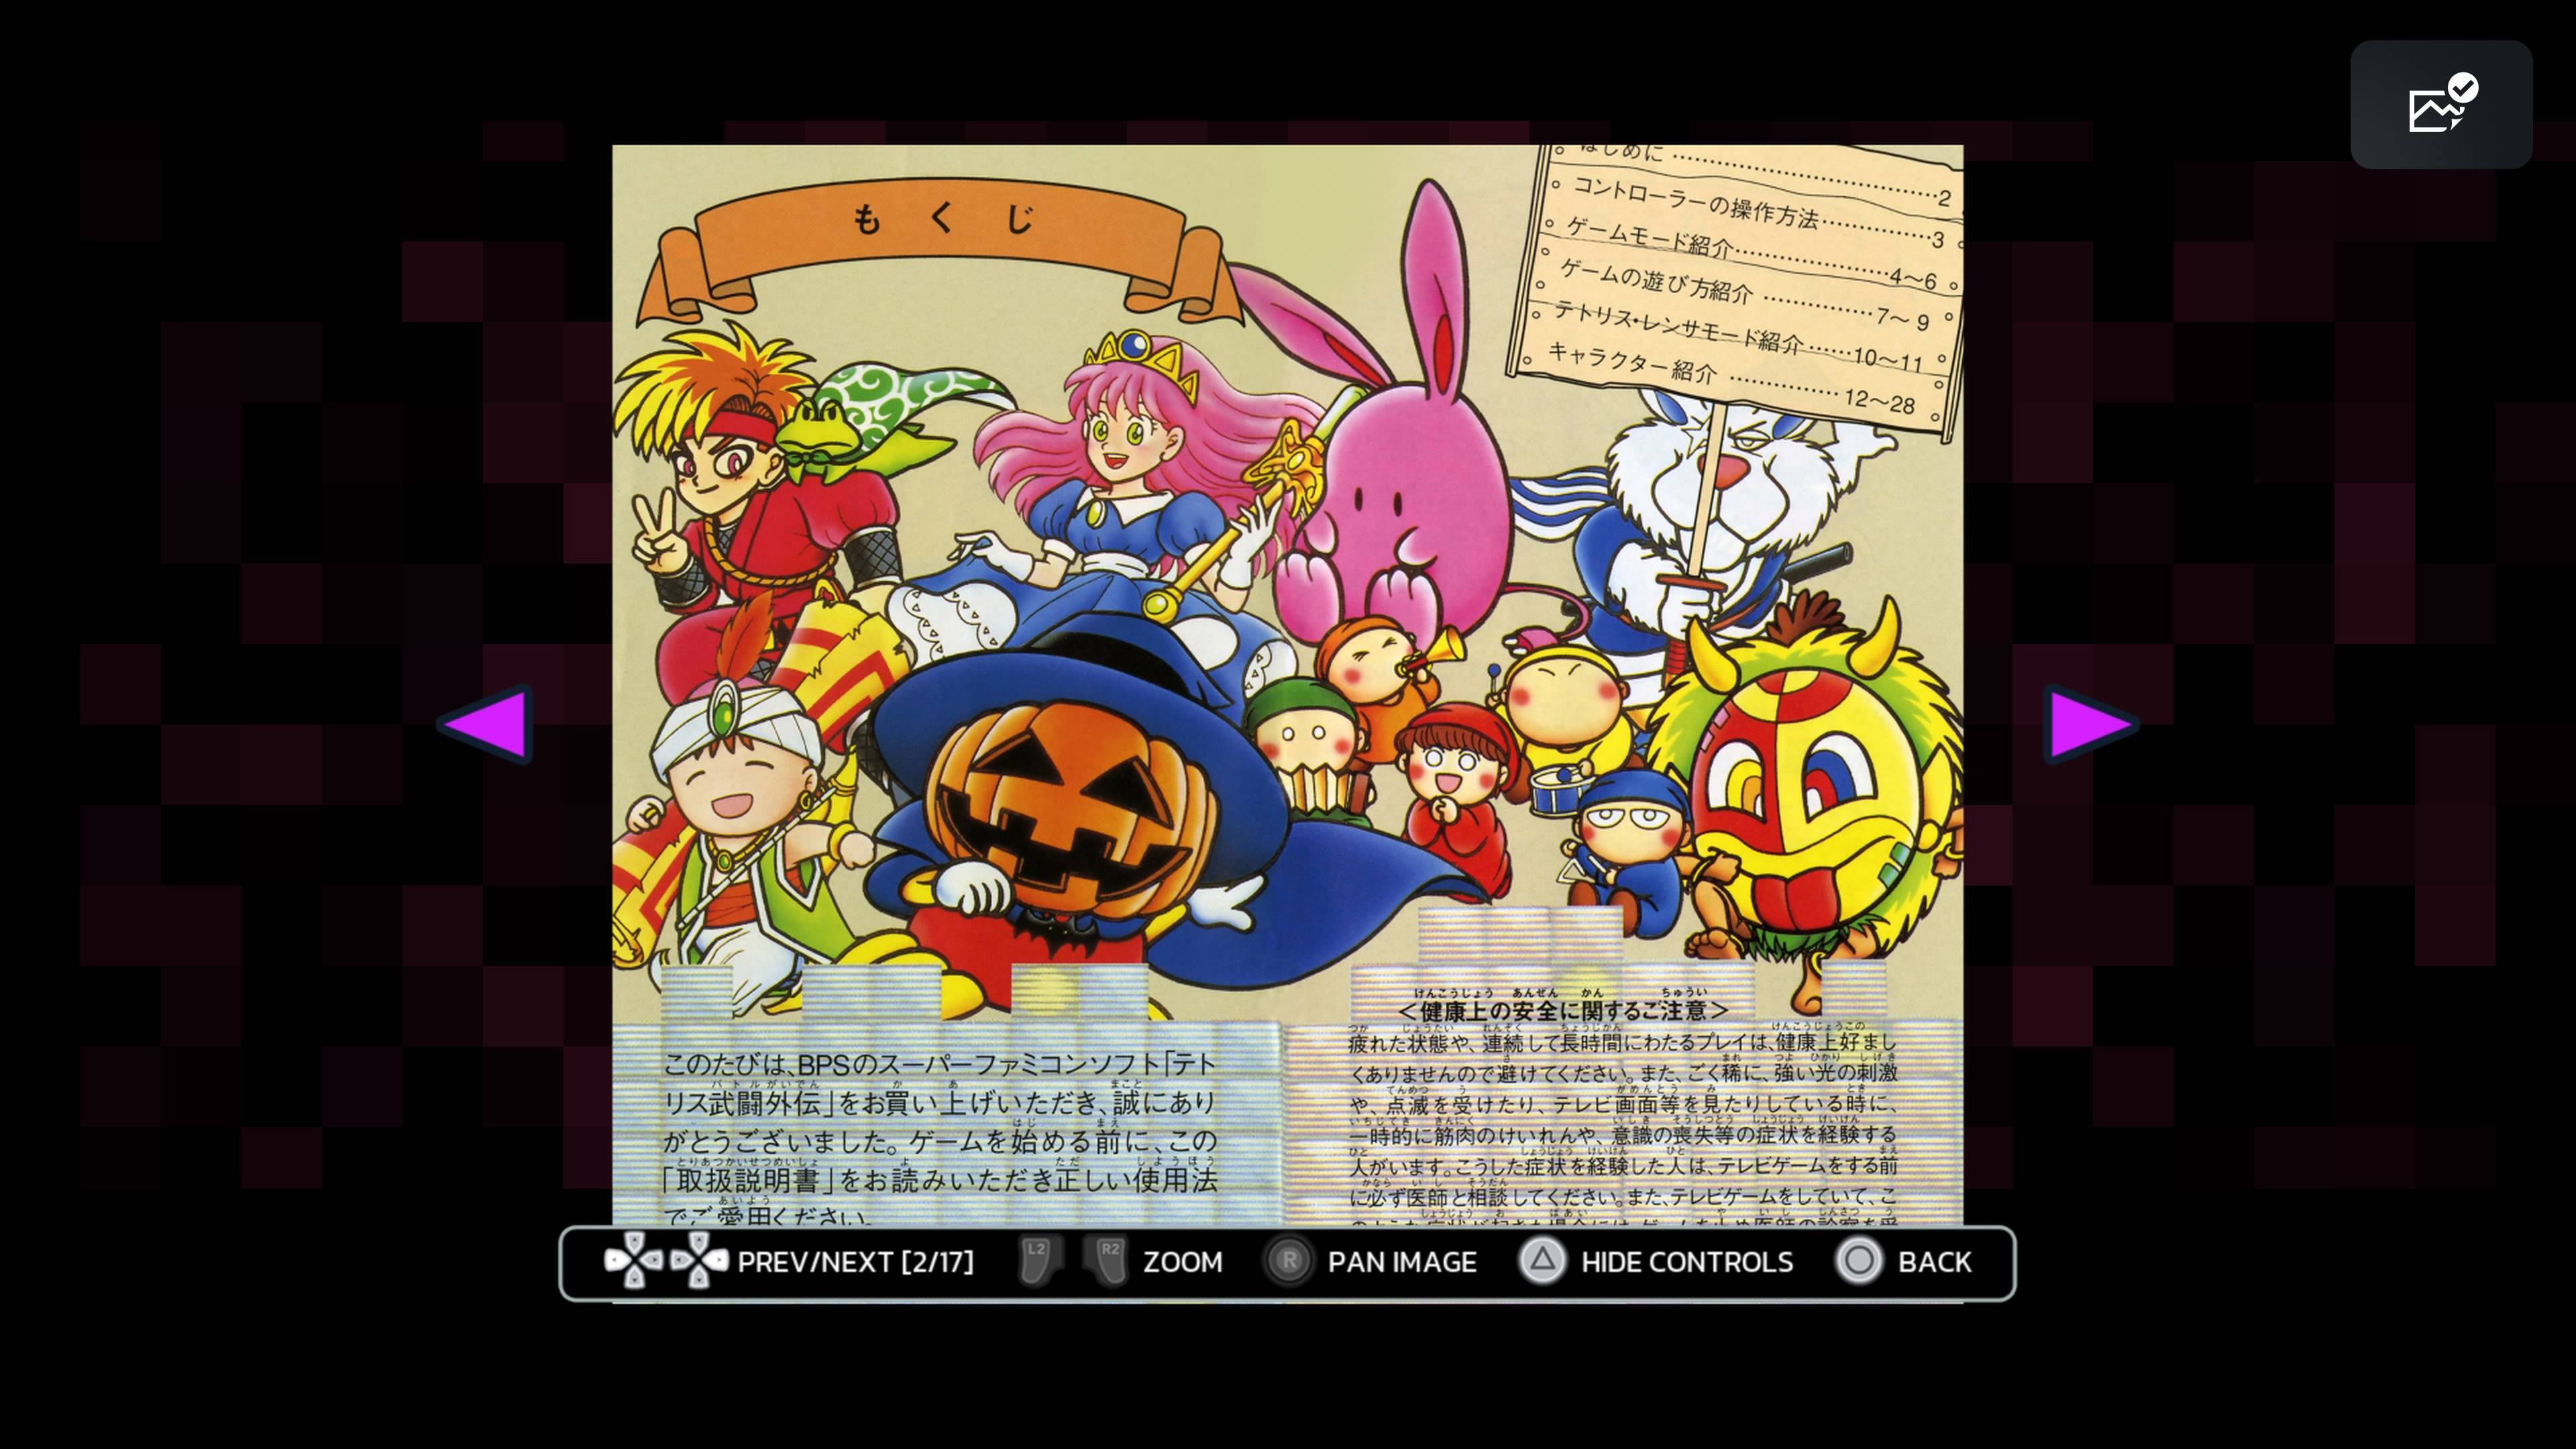 もくじ
はじめに ……………………2
コントローラーの操作方法…………3
ゲームモード紹介………………4〜6
ゲームの遊び方紹介 …………7〜9
テトリス・レンサモード紹介……10〜11
キャラクター紹介 …………12〜28
このたびは、BPSのスーパーファミコンソフト「テト
リス武闘外伝」をお買い上げいただき、誠にあり
がとうございました。ゲームを始める前に、この
「取扱説明書」をお読みいただき正しい使用法
でご愛用ください。
<健康上の安全に関するご注意>
疲れた状態や、連続して長時間にわたるプレイは、健康上好まし
くありませんので避けてください。また、ごく稀に、強い光の刺激
や、点滅を受けたり、テレビ画面等を見たりしている時に、
一時的に筋肉のけいれんや、意識の喪失等の症状を経験する
人がいます。こうした症状を経験した人は、テレビゲームをする前
に必ず医師と相談してください。また、テレビゲームをしていて、こ
PREV/NEXT [2/17] L2 R2 ZOOM R PAN IMAGE HIDE CONTROLS BACK